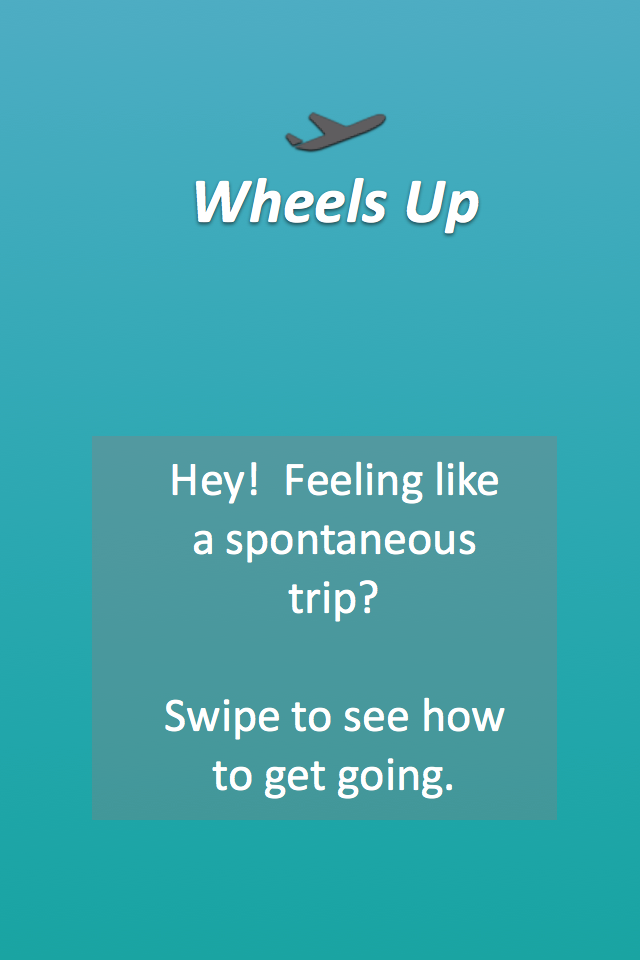 Wheels Up
Hey!  Feeling like
a spontaneous
trip?
Swipe to see how
to get going.